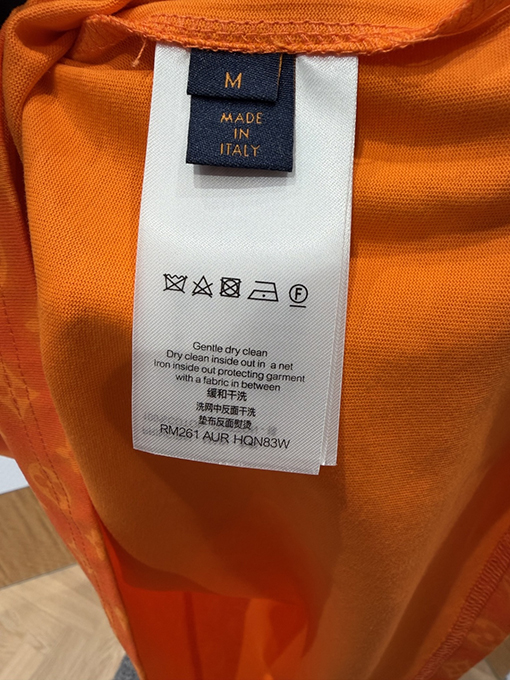 M
MADE
IN
ITALY
F
Gentle dry clean
Dry clean inside out in a net
Iron inside out protecting garment
with a fabric in between
缓和干洗
洗网中反面干洗
垫布反面熨烫
RM261 AUR HQN83W